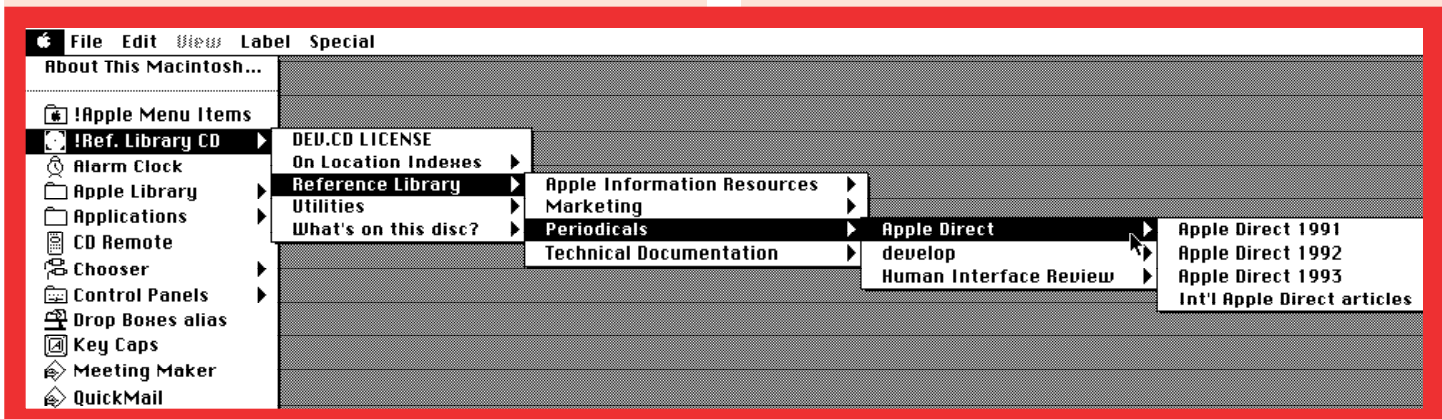 File Edit View Label Special
About This Macintosh...
!Apple Menu Items
!Ref. Library CD
Alarm Clock
Apple Library
Applications
CD Remote
Chooser
Control Panels
Drop Boxes alias
Key Caps
Meeting Maker
QuickMail
DEV.CD LICENSE
On Location Indexes
Reference Library
Utilities
What's on this disc?
Apple Information Resources
Marketing
Periodicals
Technical Documentation
Apple Direct
develop
Human Interface Review
Apple Direct 1991
Apple Direct 1992
Apple Direct 1993
Int'l Apple Direct articles